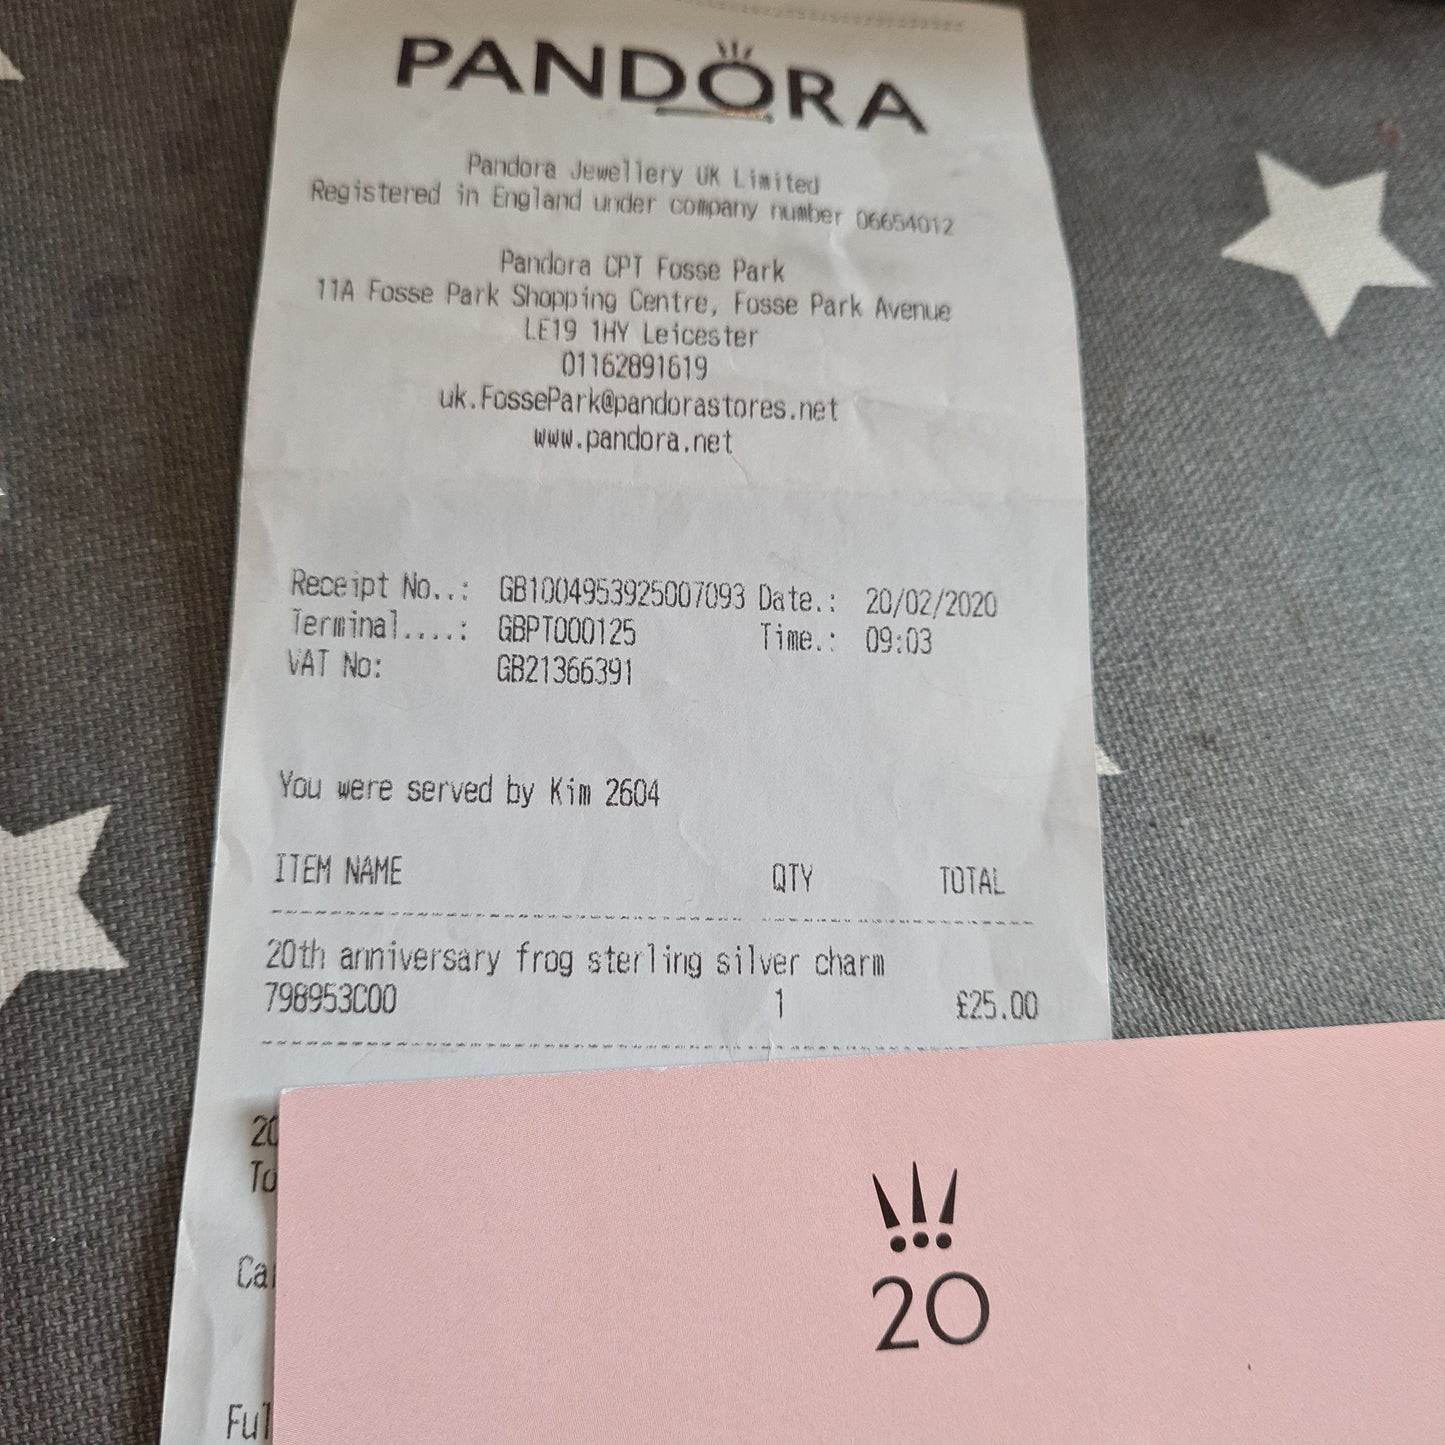 PANDORA
Pandora Jewellery UK Limited
Registered in England under company number 06654012
Pandora CPT Fosse Park
11A Fosse Park Shopping Centre, Fosse Park Avenue
LE19 1HY Leicester
01162891619
uk.FossePark@pandorastores.net
www.pandora.net
Receipt No..: GB1004953925007093 Date.: 20/02/2020
Terminal....: GBPT000125 Time.: 09:03
VAT No: GB21366391
You were served by Kim 2604
ITEM NAME QTY TOTAL
20th anniversary frog sterling silver charm
798953C00 1 £25.00
20